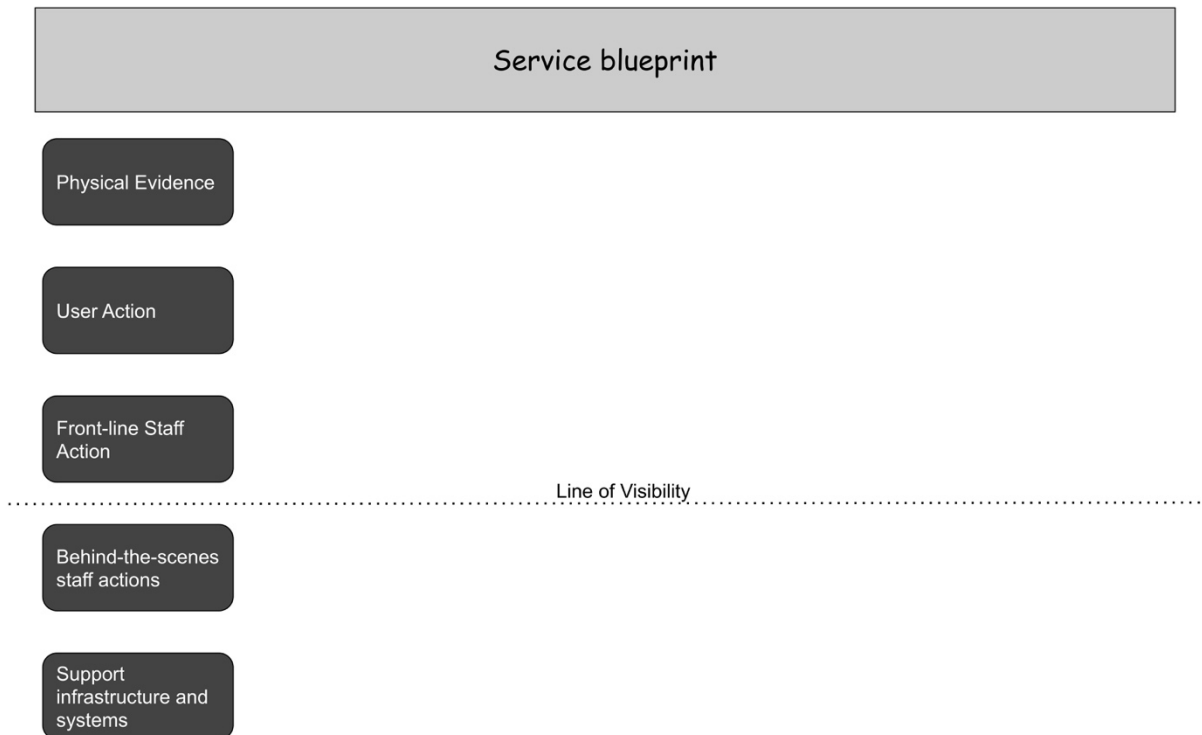 Service blueprint
Physical Evidence
User Action
Front-line Staff
Action
Line of Visibility
Behind-the-scenes
staff actions
Support
infrastructure and
systems